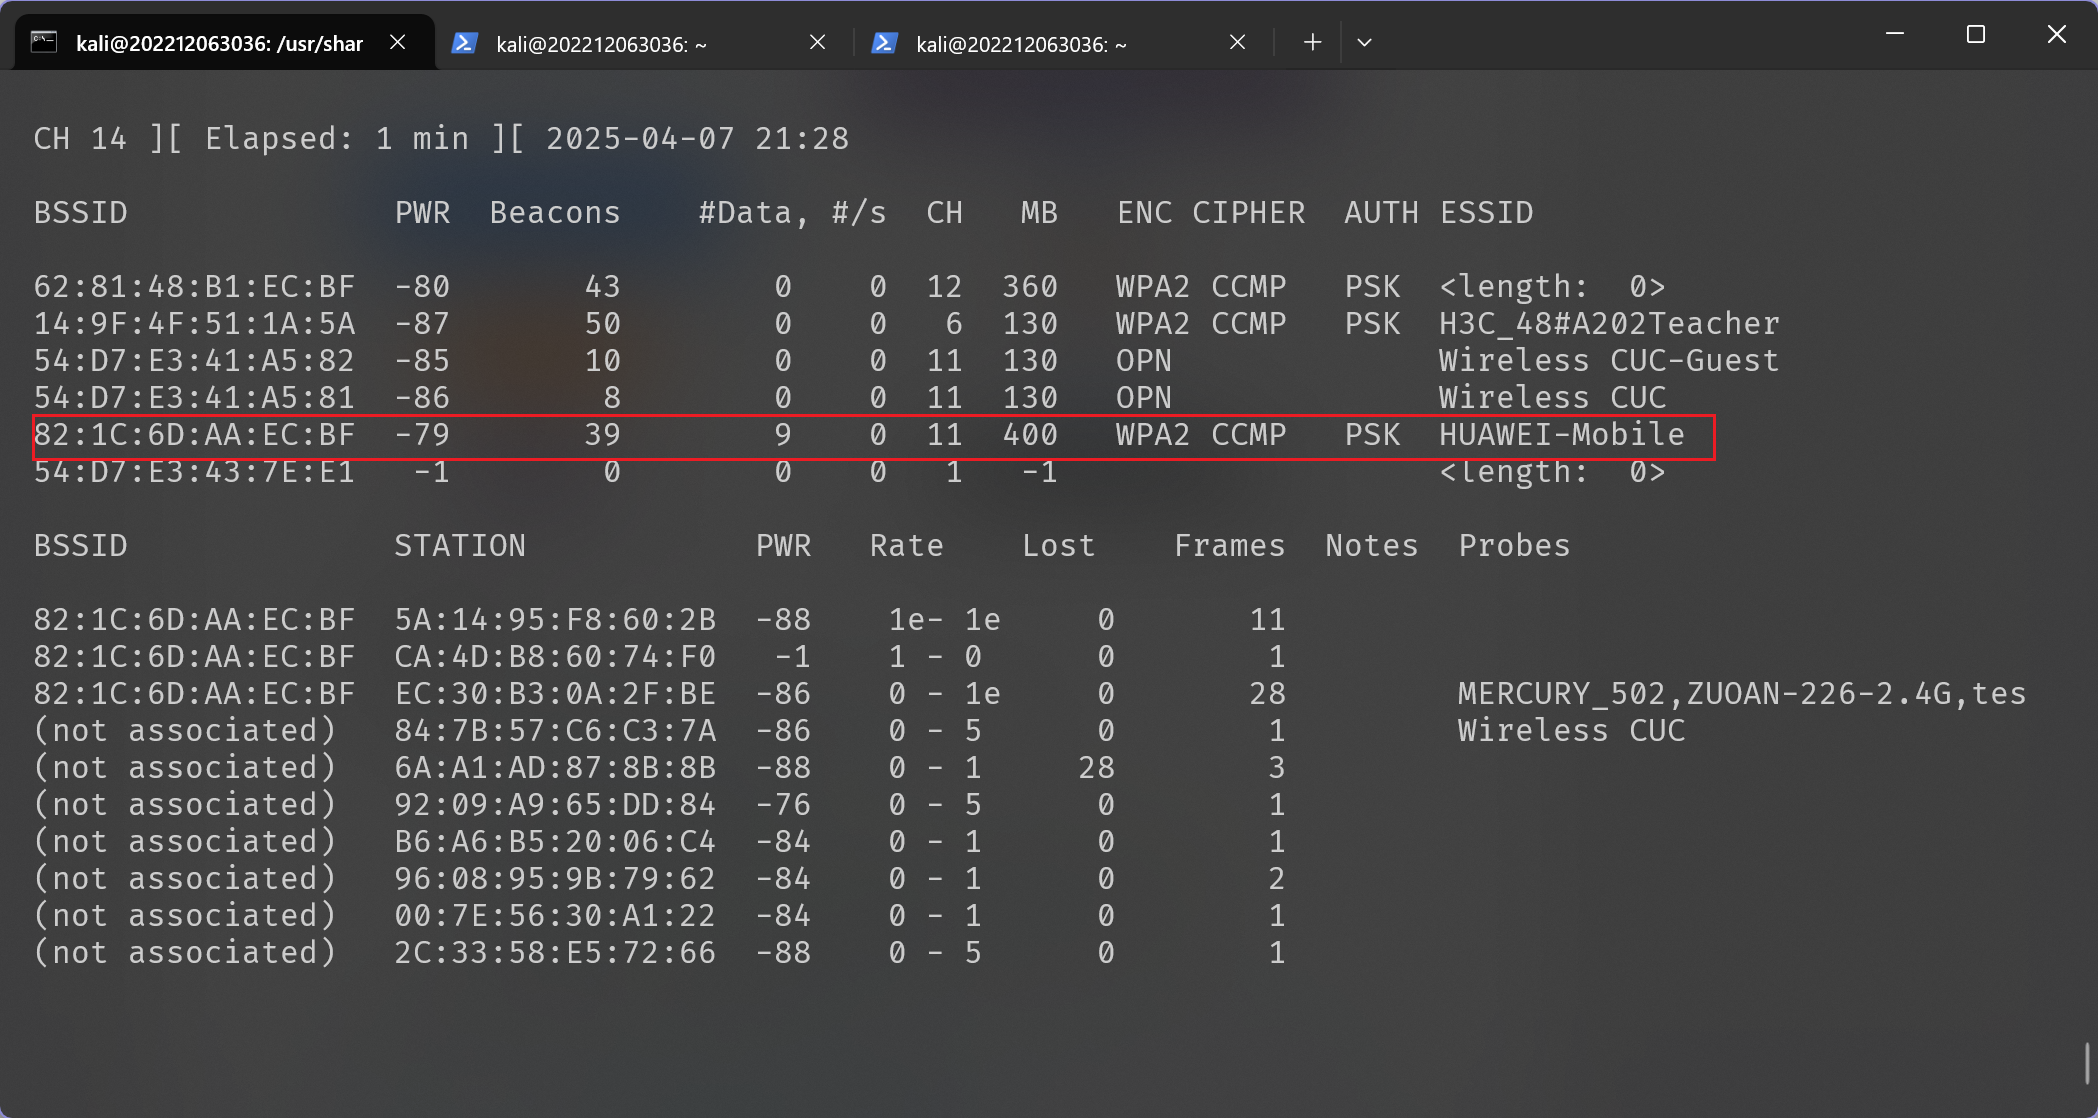 kali@202212063036: /usr/shar
kali@202212063036: ~
kali@202212063036: ~
CH 14 ][ Elapsed: 1 min ][ 2025-04-07 21:28
BSSID PWR Beacons #Data, #/s CH MB ENC CIPHER AUTH ESSID
62:81:48:B1:EC:BF -80 43 0 0 12 360 WPA2 CCMP PSK <length: 0>
14:9F:4F:51:1A:5A -87 50 0 0 6 130 WPA2 CCMP PSK H3C_48#A202Teacher
54:D7:E3:41:A5:82 -85 10 0 0 11 130 OPN Wireless CUC-Guest
54:D7:E3:41:A5:81 -86 8 0 0 11 130 OPN Wireless CUC
82:1C:6D:AA:EC:BF -79 39 9 0 11 400 WPA2 CCMP PSK HUAWEI-Mobile
54:D7:E3:43:7E:E1 -1 0 0 0 1 -1 <length: 0>
BSSID STATION PWR Rate Lost Frames Notes Probes
82:1C:6D:AA:EC:BF 5A:14:95:F8:60:2B -88 1e- 1e 0 11
82:1C:6D:AA:EC:BF CA:4D:B8:60:74:F0 -1 1 - 0 0 1
82:1C:6D:AA:EC:BF EC:30:B3:0A:2F:BE -86 0 - 1e 0 28 MERCURY_502,ZUOAN-226-2.4G,tes
(not associated) 84:7B:57:C6:C3:7A -86 0 - 5 0 1 Wireless CUC
(not associated) 6A:A1:AD:87:8B:8B -88 0 - 1 28 3
(not associated) 92:09:A9:65:DD:84 -76 0 - 5 0 1
(not associated) B6:A6:B5:20:06:C4 -84 0 - 1 0 1
(not associated) 96:08:95:9B:79:62 -84 0 - 1 0 2
(not associated) 00:7E:56:30:A1:22 -84 0 - 1 0 1
(not associated) 2C:33:58:E5:72:66 -88 0 - 5 0 1